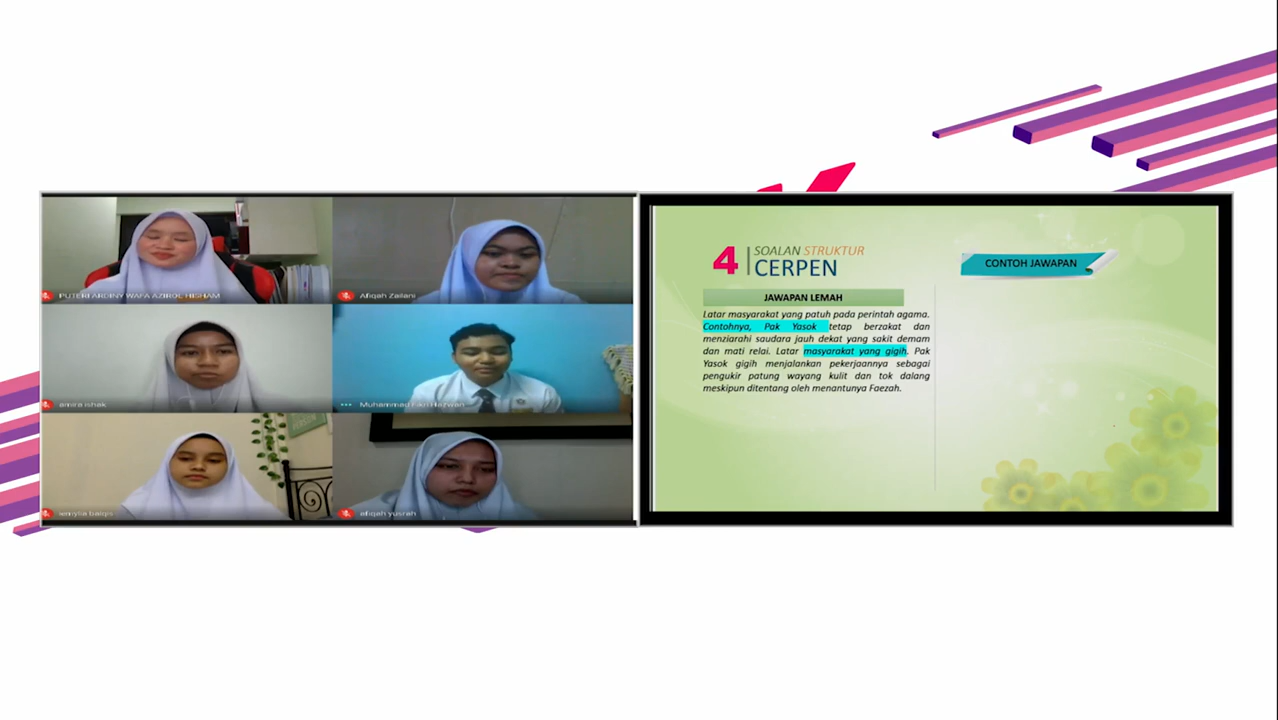 PUTERI ARDINY WAFA AZIROL HISHAM
Afiqah Zailani
amira ishak
Muhammad Hazwan
afiqah yusrah
4 SOALAN STRUKTUR
CERPEN
JAWAPAN LEMAH
Latar masyarakat yang patuh pada perintah agama.
Contohnya, Pak Yasok tetap berzakat dan
menziarahi saudara jauh dekat yang sakit demam
dan mati relai. Latar masyarakat yang gigih. Pak
Yasok gigih menjalankan pekerjaannya sebagai
pengukir patung wayang kulit dan tok dalang
meskipun ditentang oleh menantunya Faezah.
CONTOH JAWAPAN